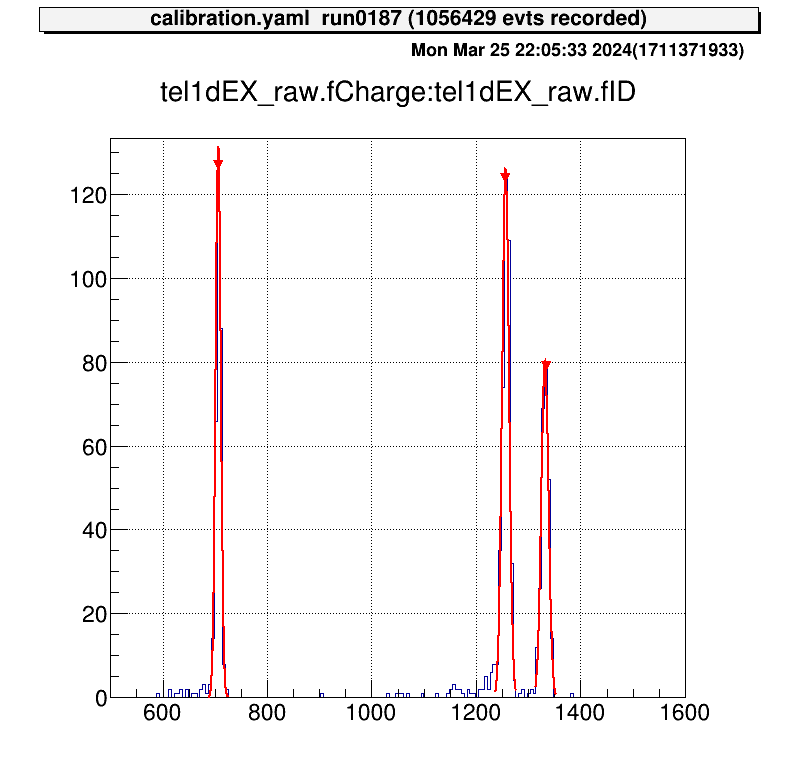 calibration.yaml run0187 (1056429 evts recorded)
Mon Mar 25 22:05:33 2024(1711371933)
tel1dEX_raw.fCharge:tel1dEX_raw.fID
120
100
80
60
40
20
0
600 800 1000 1200 1400 1600